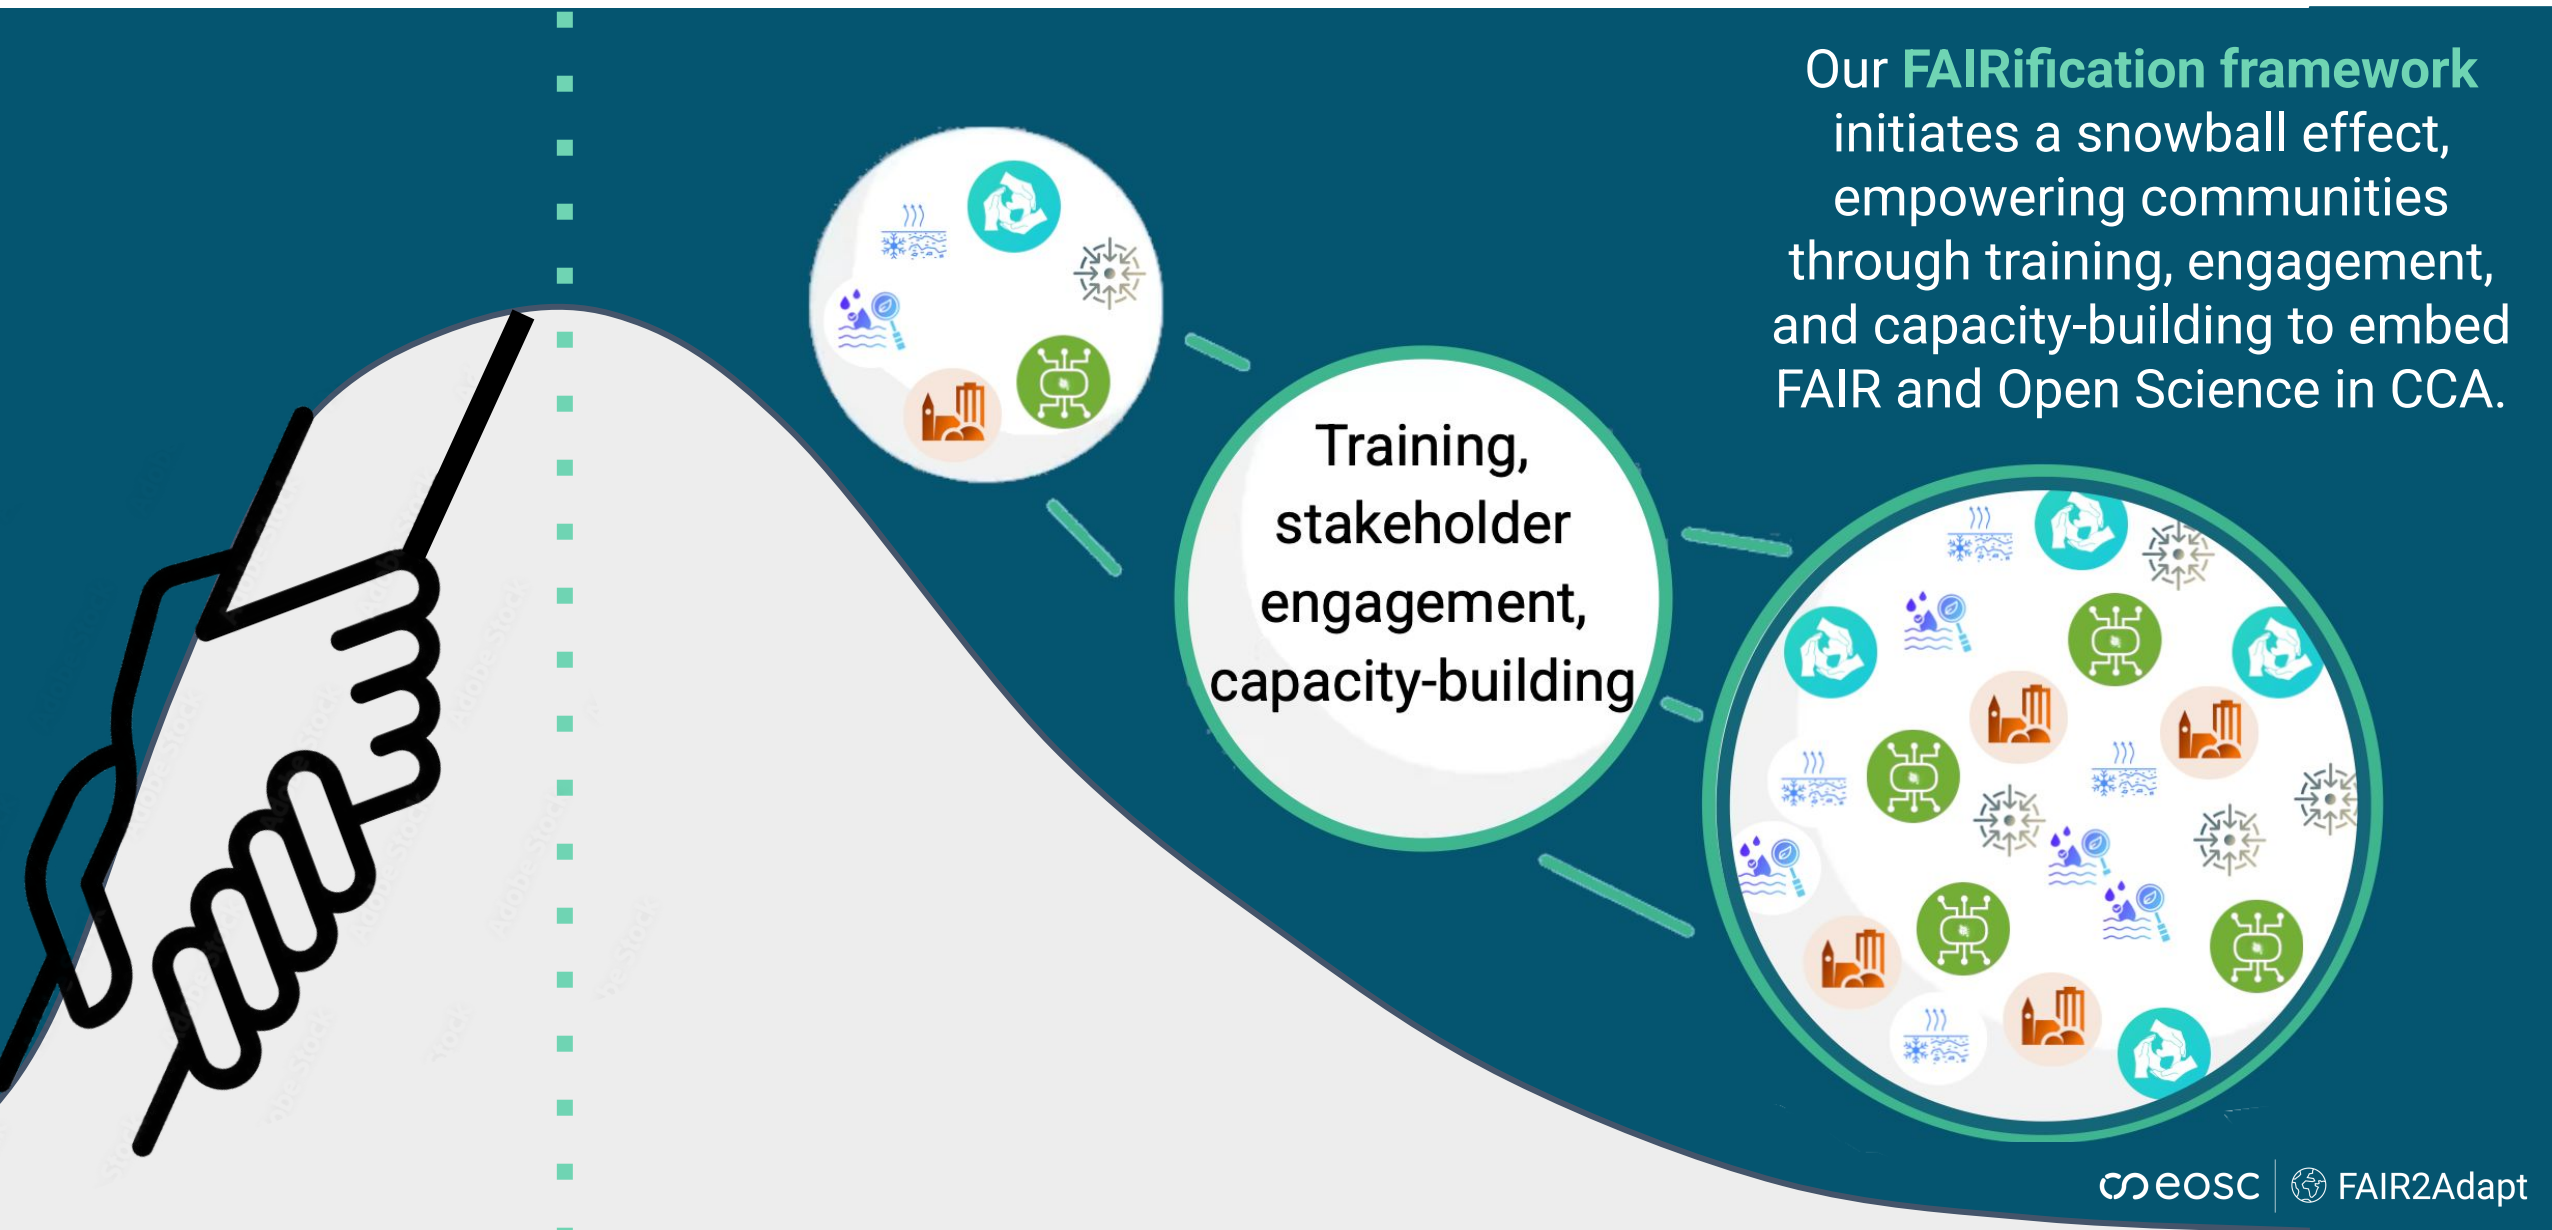 Our FAIRification framework
initiates a snowball effect,
empowering communities
through training, engagement,
and capacity-building to embed
FAIR and Open Science in CCA.
Training,
stakeholder
engagement,
capacity-building
eosc
FAIR2Adapt